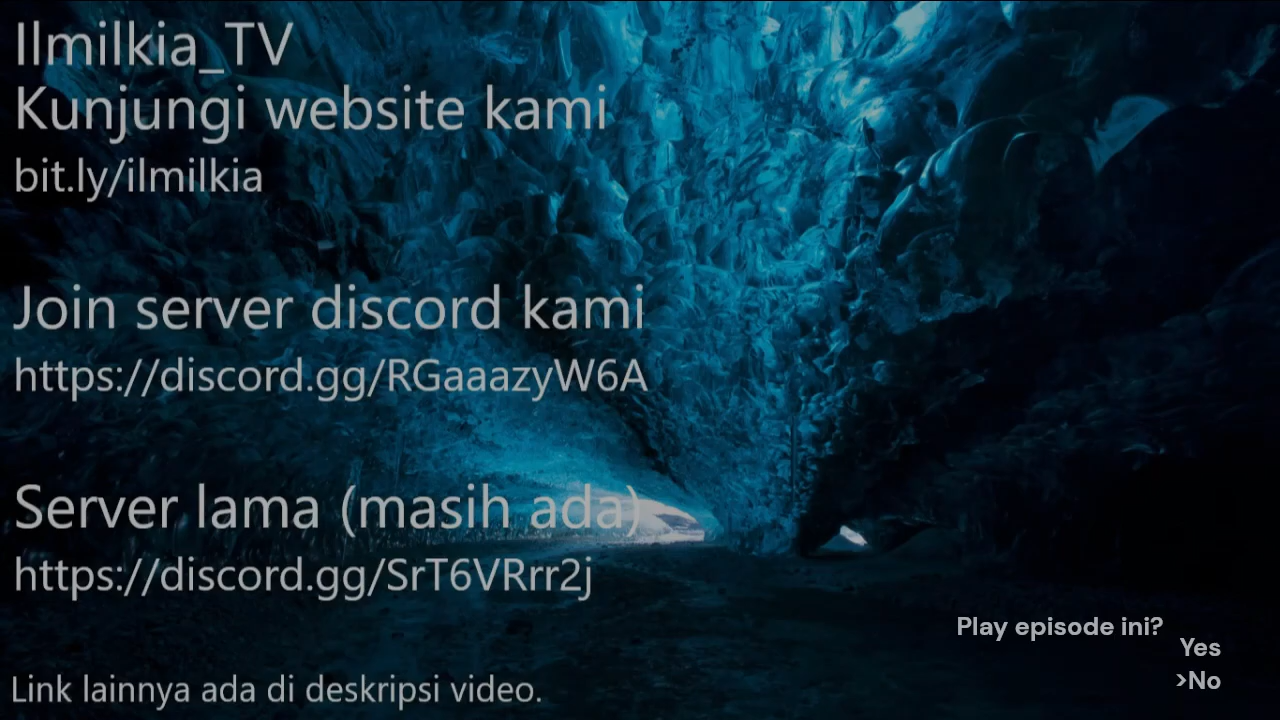 Ilmilkia_TV
Kunjungi website kami
bit.ly/ilmilkia
Join server discord kami
https://discord.gg/RGaaazyW6A
Server lama (masih ada)
https://discord.gg/SrT6VRrr2j
Play episode ini?
Yes
>No
Link lainnya ada di deskripsi video.